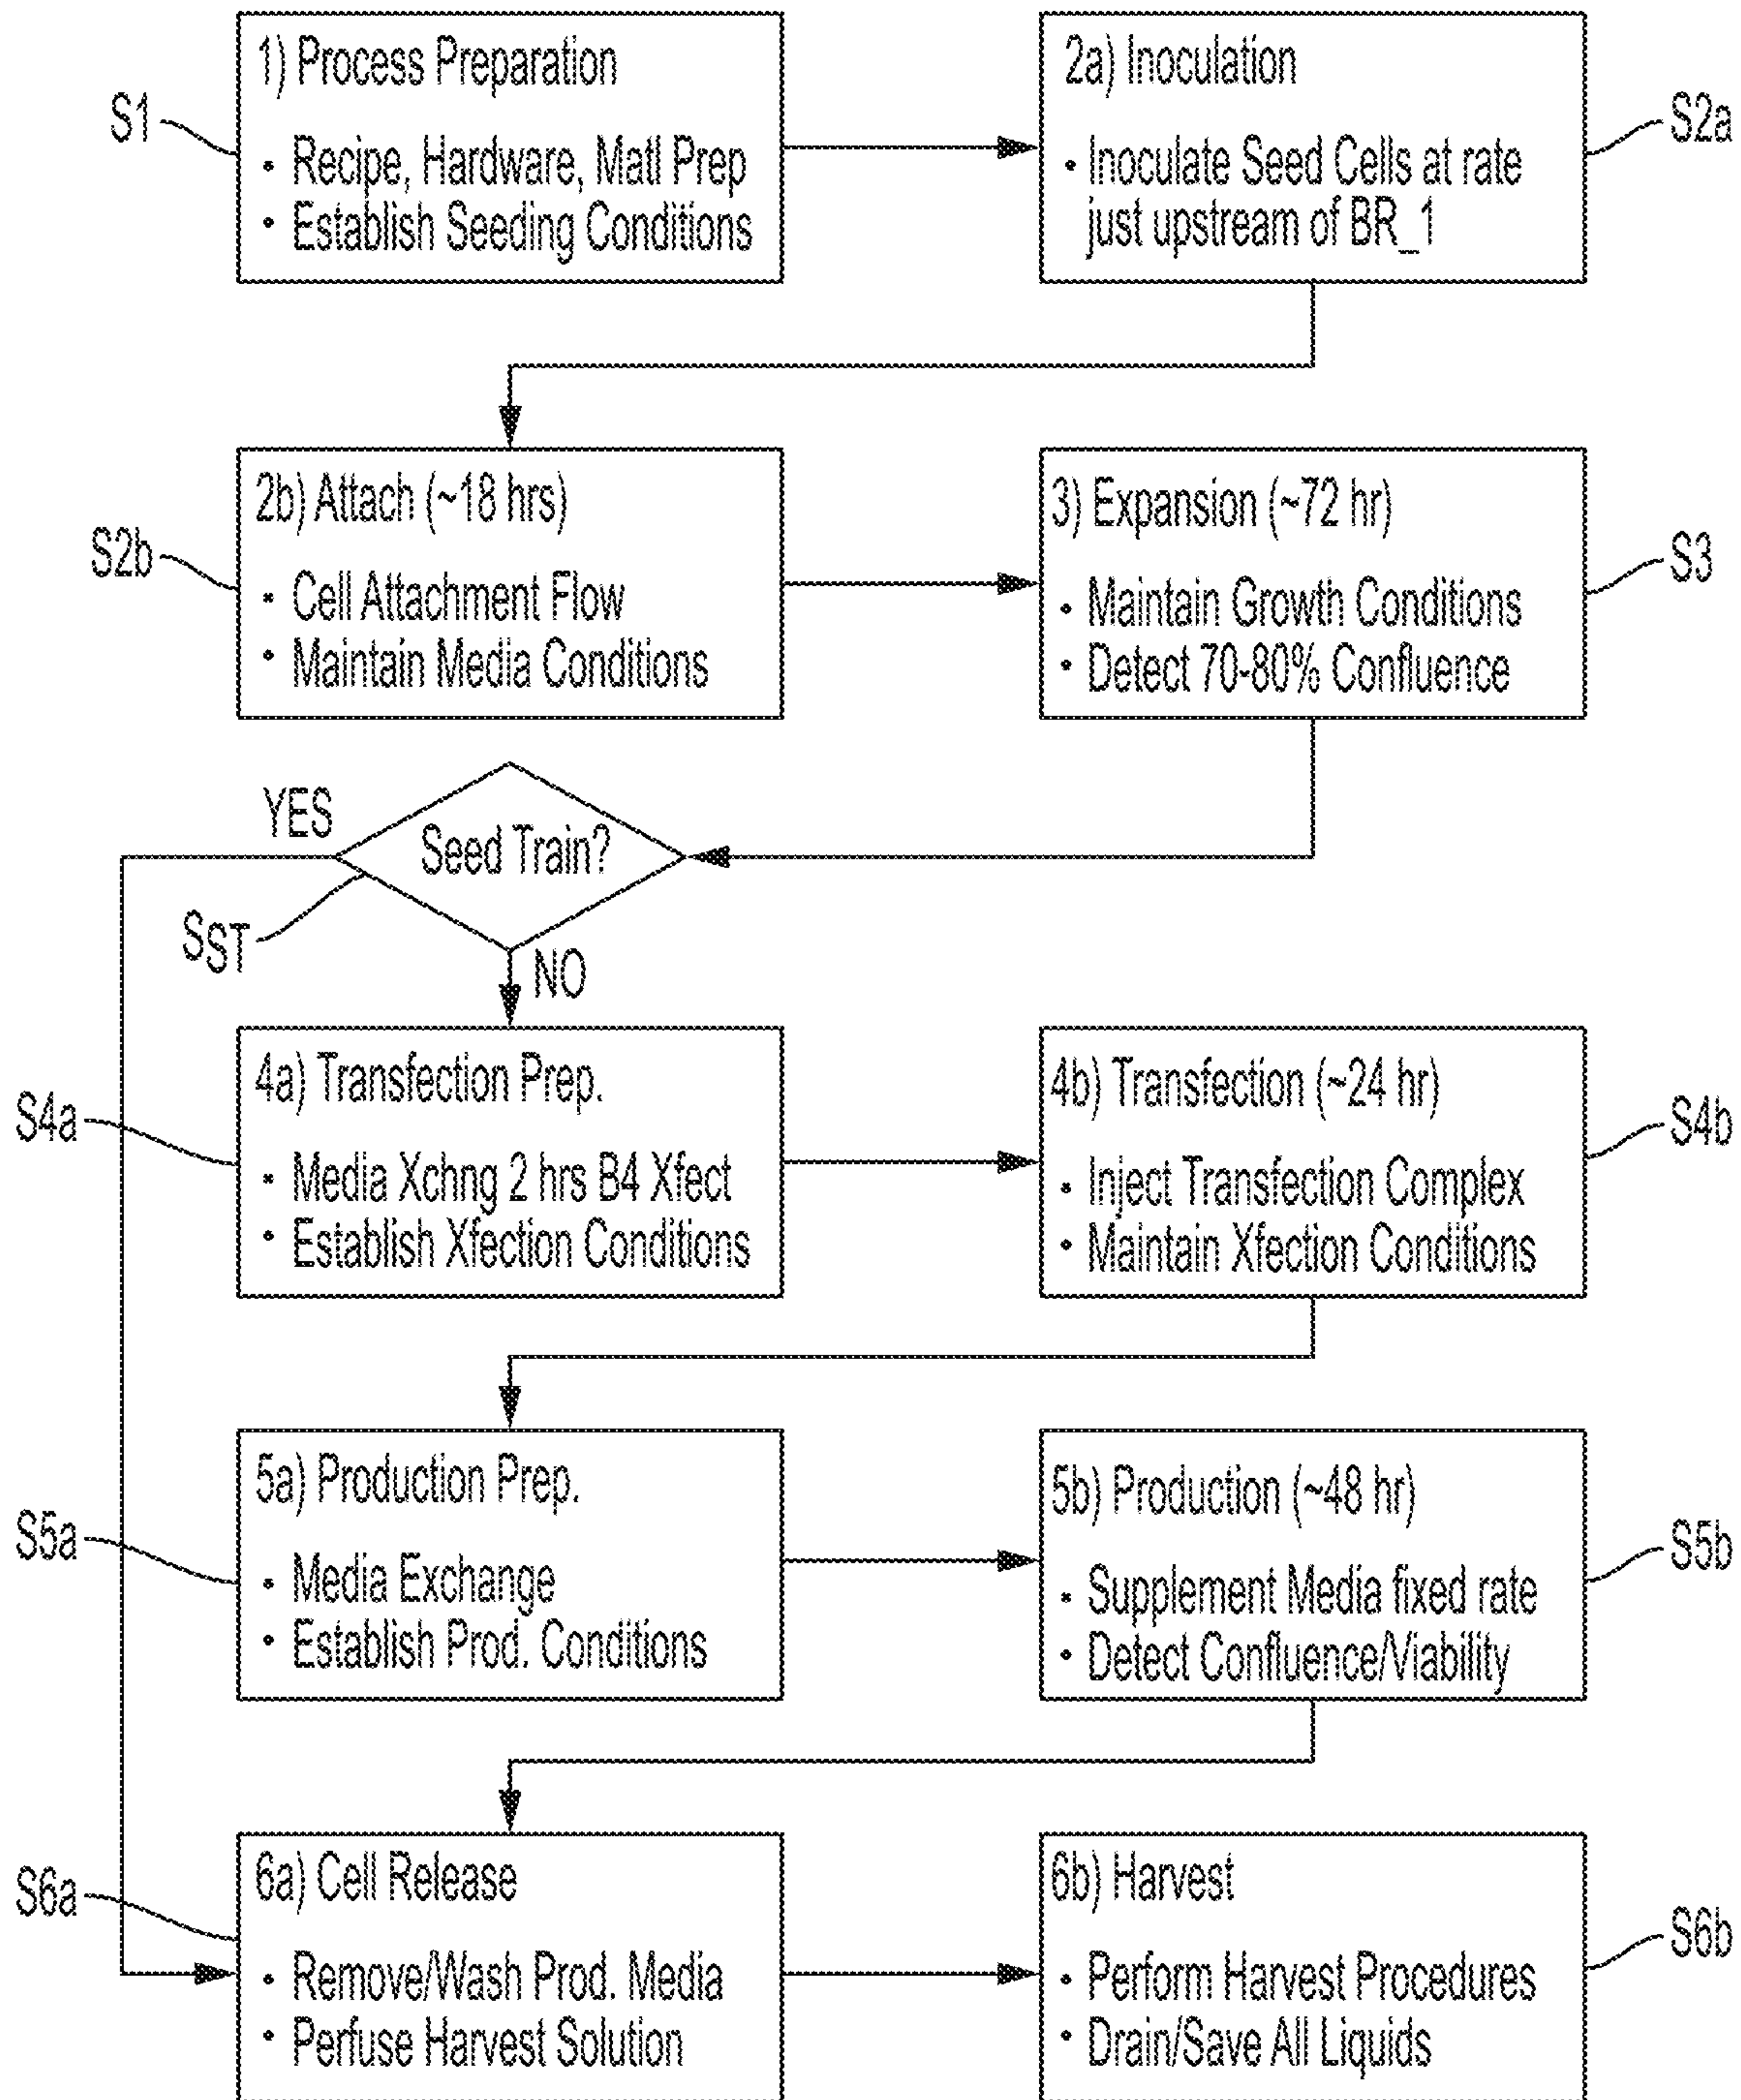 1) Process Preparation
• Recipe, Hardware, Matl Prep
• Establish Seeding Conditions
S1
2a) Inoculation
• Inoculate Seed Cells at rate
just upstream of BR_1
S2a
2b) Attach (~18 hrs)
• Cell Attachment Flow
• Maintain Media Conditions
S2b
3) Expansion (~72 hr)
• Maintain Growth Conditions
• Detect 70-80% Confluence
S3
YES
Seed Train?
SST
NO
4a) Transfection Prep.
• Media Xchng 2 hrs B4 Xfect
• Establish Xfection Conditions
S4a
4b) Transfection (~24 hr)
• Inject Transfection Complex
• Maintain Xfection Conditions
S4b
5a) Production Prep.
• Media Exchange
• Establish Prod. Conditions
S5a
5b) Production (~48 hr)
• Supplement Media fixed rate
• Detect Confluence/Viability
S5b
6a) Cell Release
• Remove/Wash Prod. Media
• Perfuse Harvest Solution
S6a
6b) Harvest
• Perform Harvest Procedures
• Drain/Save All Liquids
S6b